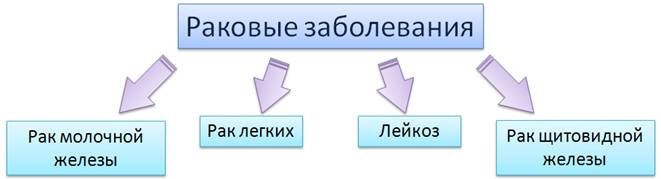 Раковые заболевания
Рак молочной
железы
Рак легких
Лейкоз
Рак щитовидной
железы